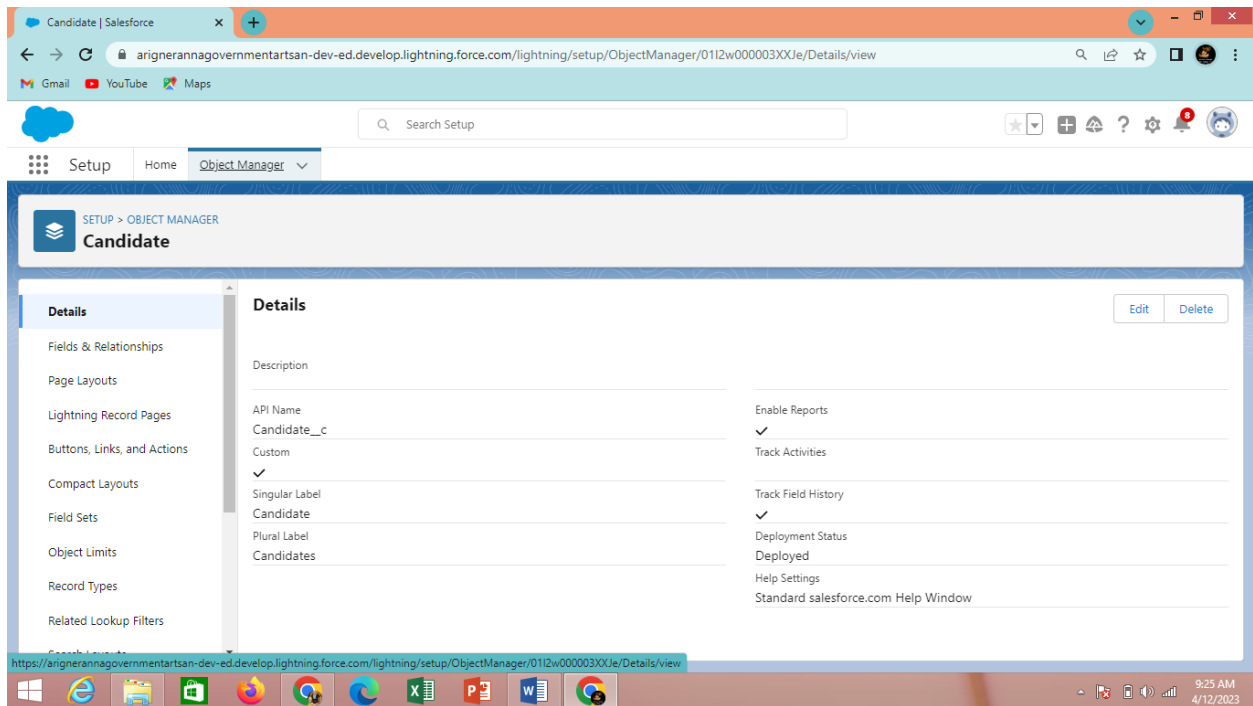 Candidate | Salesforce
arignerannagovernmentartsan-dev-ed.develop.lightning.force.com/lightning/setup/ObjectManager/01I2w000003XXJe/Details/view
Gmail YouTube Maps
Search Setup
8
Setup Home Object Manager
SETUP > OBJECT MANAGER
Candidate
Details
Fields & Relationships
Page Layouts
Lightning Record Pages
Buttons, Links, and Actions
Compact Layouts
Field Sets
Object Limits
Record Types
Related Lookup Filters
Search Layouts
Details
Edit Delete
Description
API Name
Candidate__c
Custom
Singular Label
Candidate
Plural Label
Candidates
Enable Reports
Track Activities
Track Field History
Deployment Status
Deployed
Help Settings
Standard salesforce.com Help Window
https://arignerannagovernmentartsan-dev-ed.develop.lightning.force.com/lightning/setup/ObjectManager/01I2w000003XXJe/Details/view
9:25 AM
4/12/2023